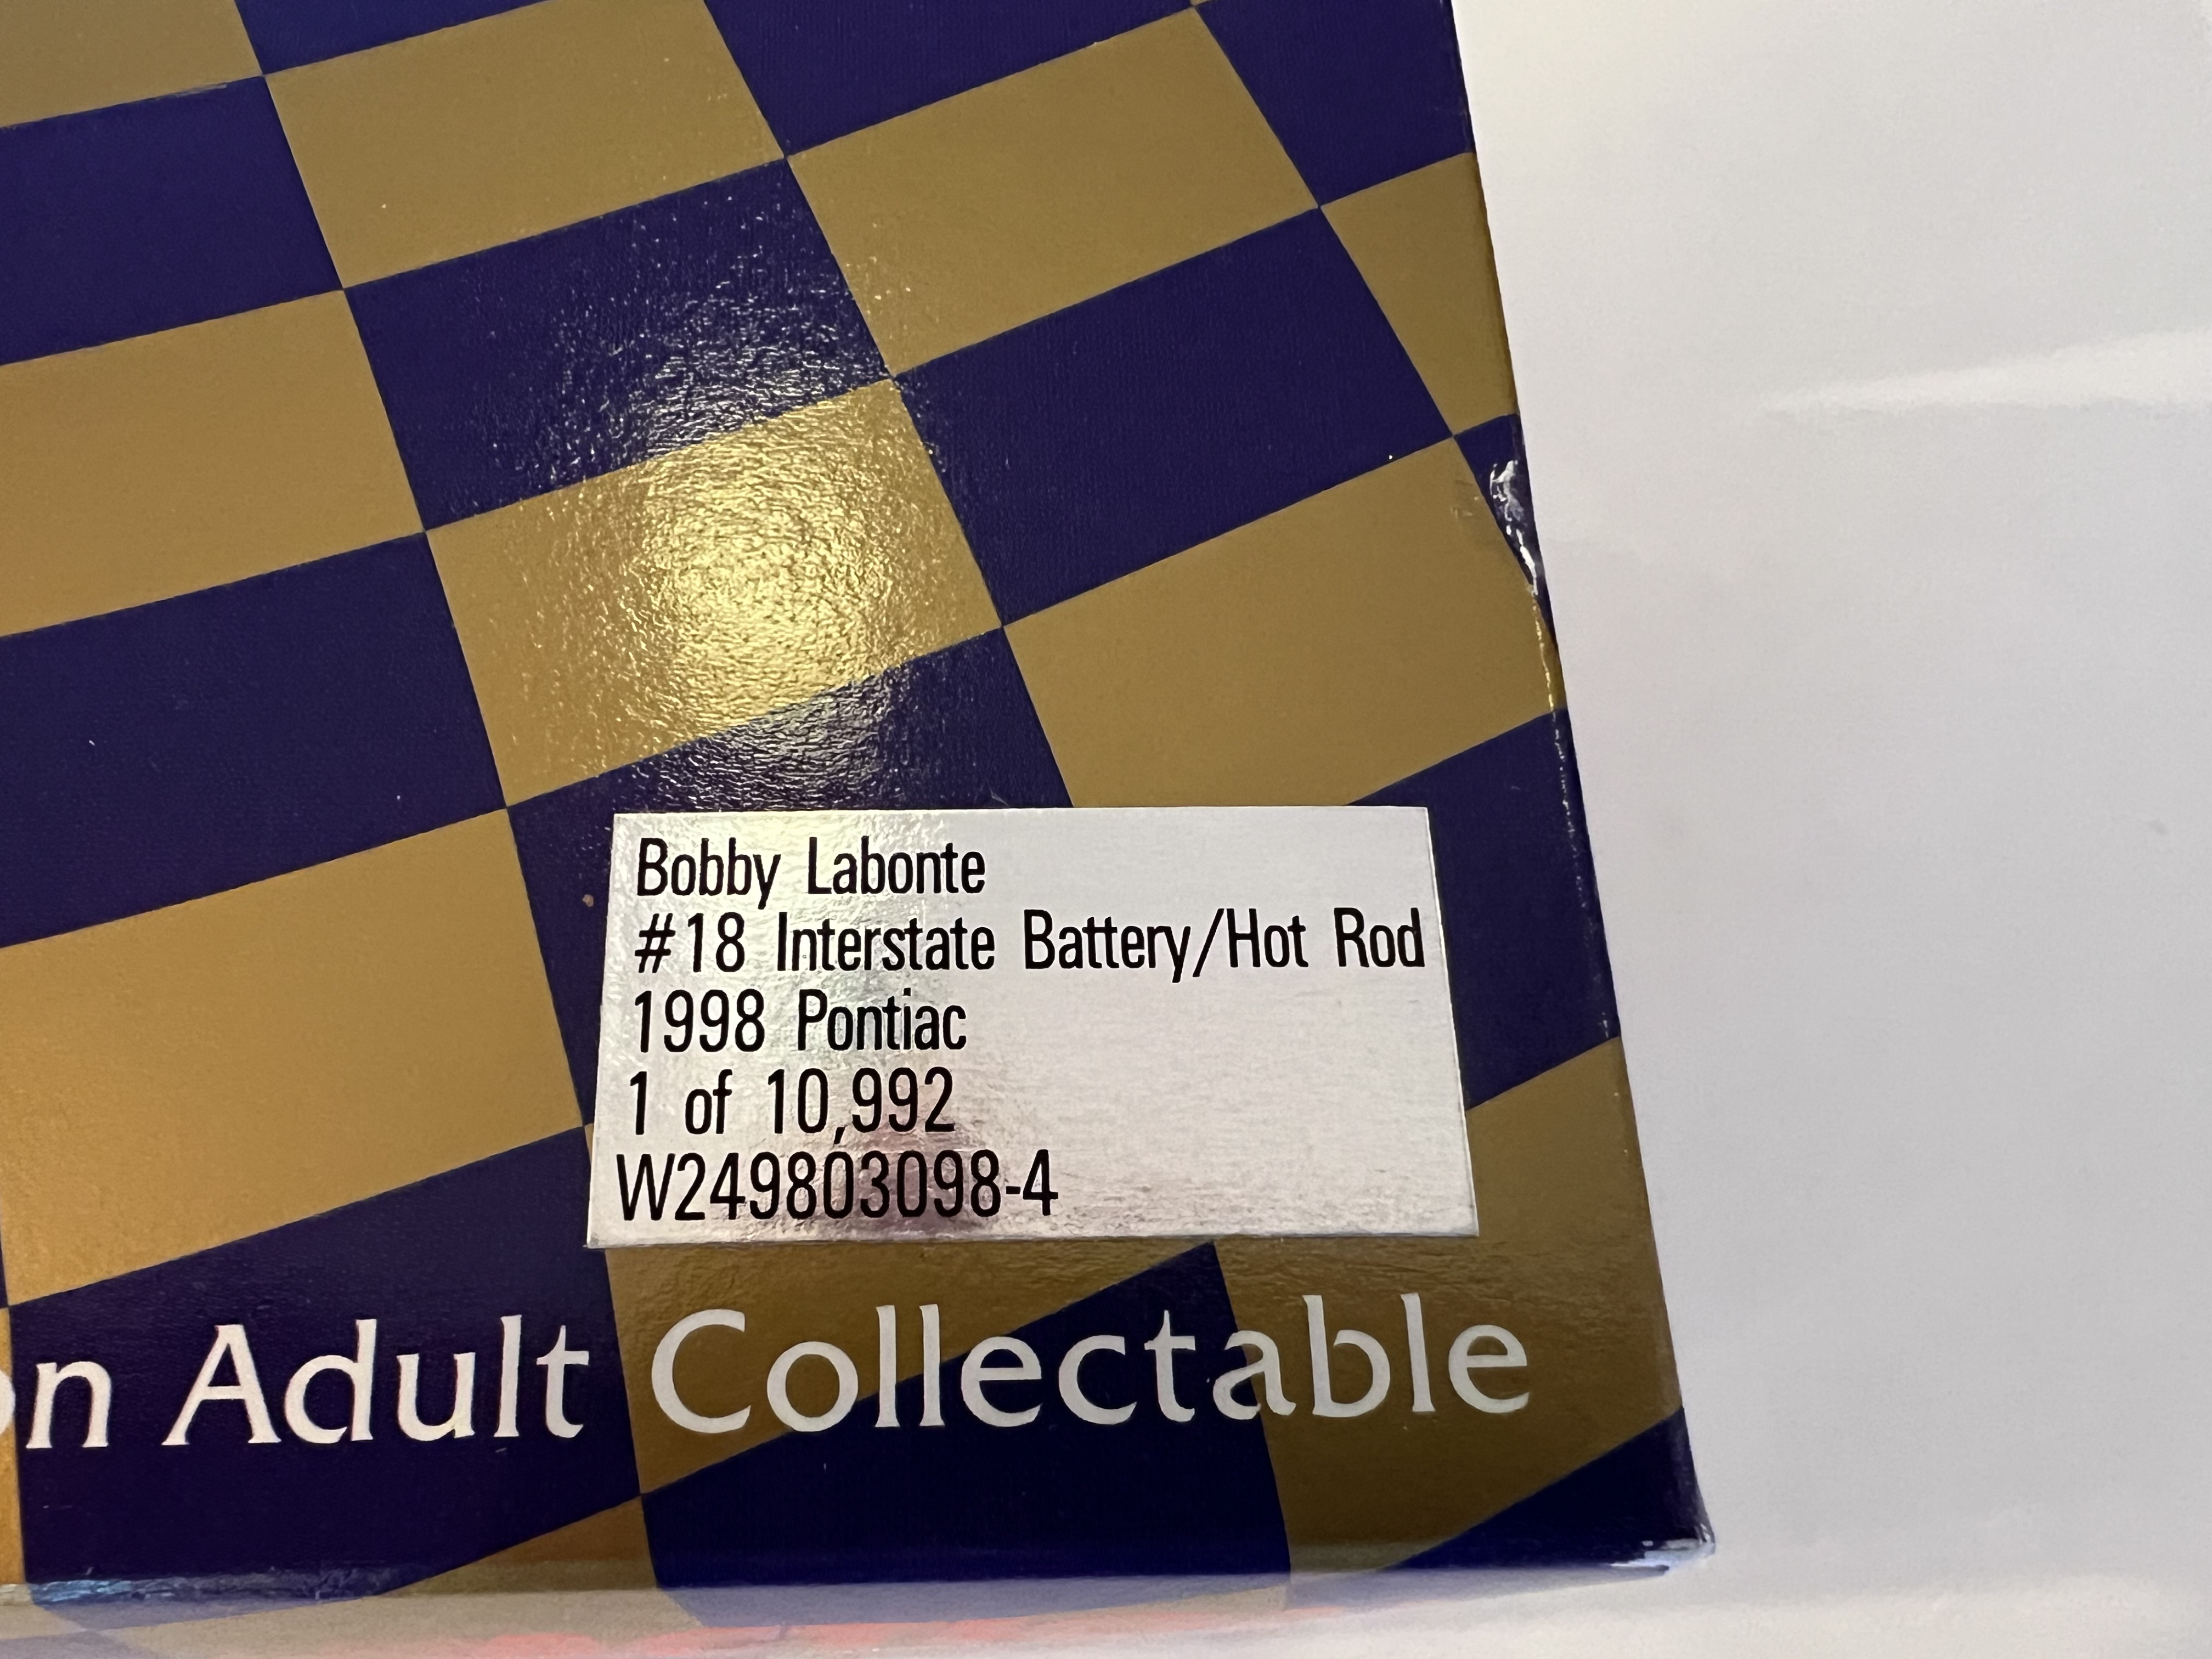 Bobby Labonte
#18 Interstate Battery/Hot Rod
1998 Pontiac
1 of 10,992
W249803098-4
Adult Collectable